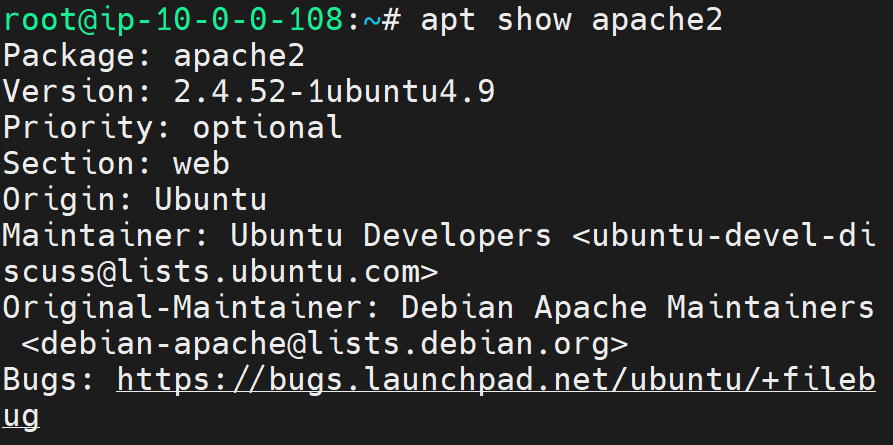 root@ip-10-0-0-108:~# apt show apache2
Package: apache2
Version: 2.4.52-1ubuntu4.9
Priority: optional
Section: web
Origin: Ubuntu
Maintainer: Ubuntu Developers <ubuntu-devel-di
scuss@lists.ubuntu.com>
Original-Maintainer: Debian Apache Maintainers
 <debian-apache@lists.debian.org>
Bugs: https://bugs.launchpad.net/ubuntu/+fileb
ug